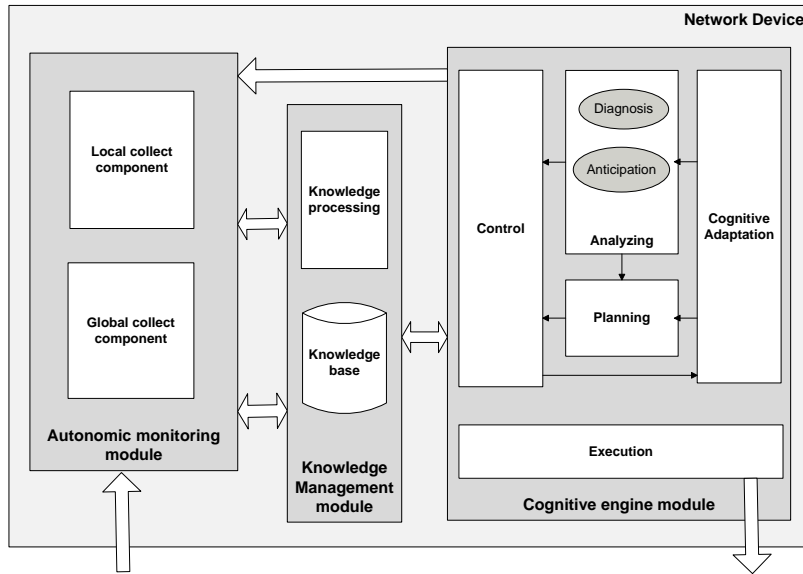 Network Device
Local collect
component
Global collect
component
Autonomic monitoring
module
Knowledge
processing
Knowledge
base
Knowledge
Management
module
Control
Diagnosis
Anticipation
Analyzing
Planning
Cognitive
Adaptation
Execution
Cognitive engine module